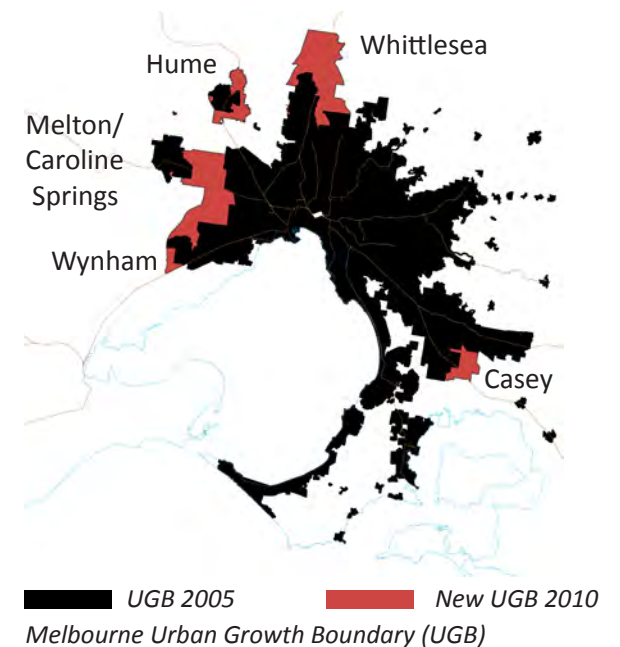 Whittlesea
Hume
Melton/
Caroline
Springs
Wynham
Casey
UGB 2005
New UGB 2010
Melbourne Urban Growth Boundary (UGB)